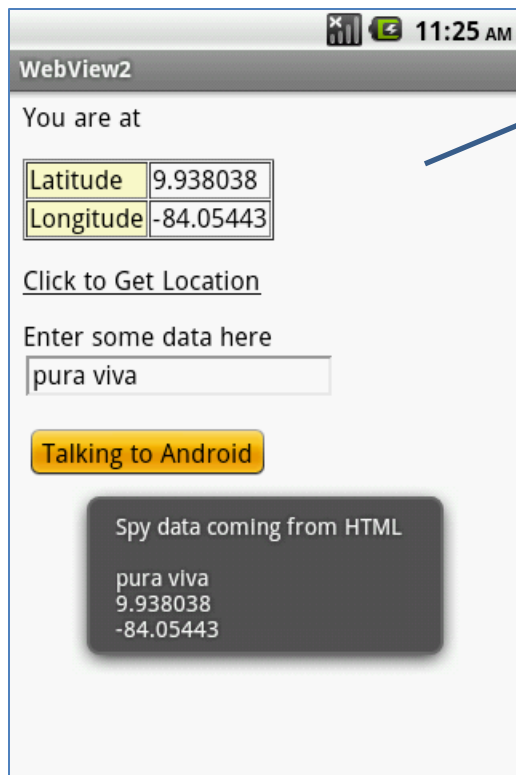 11:25 AM
WebView2
You are at
Latitude 9.938038
Longitude -84.05443
Click to Get Location
Enter some data here
pura viva
Talking to Android
Spy data coming from HTML
pura viva
9.938038
-84.05443